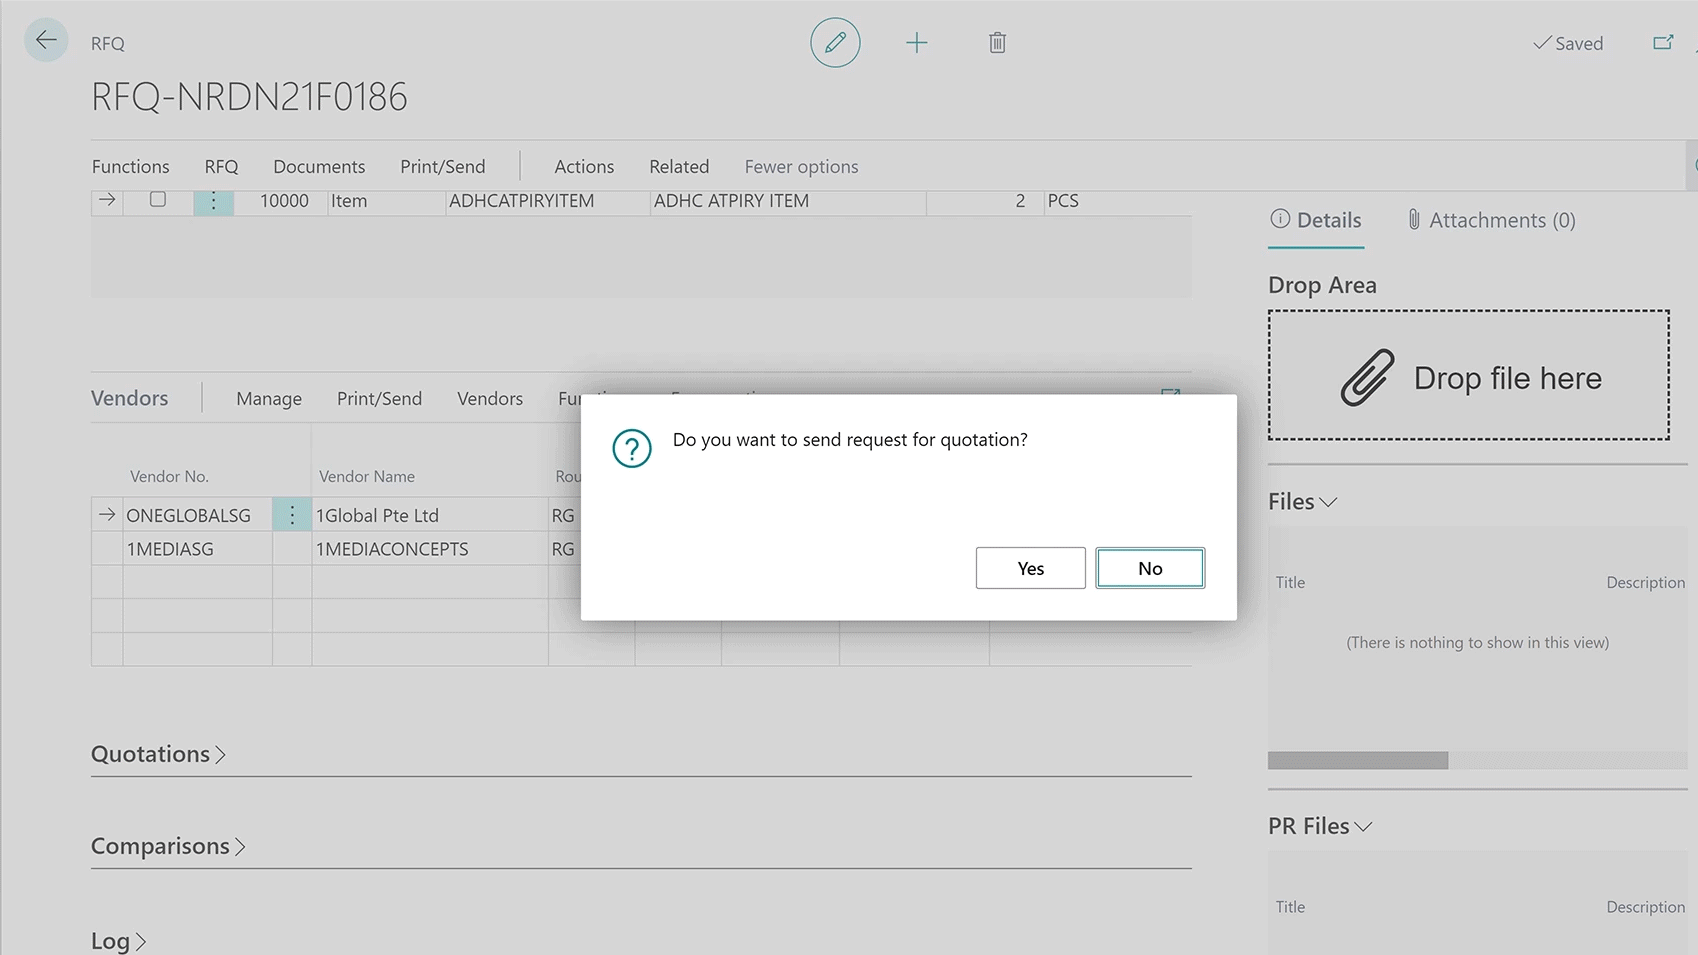 RFQ
Saved
RFQ-NRDN21F0186
Functions RFQ Documents Print/Send Actions Related Fewer options
10000 Item ADHCATPIRYITEM ADHC ATPIRY ITEM 2 PCS
Details Attachments (0)
Drop Area
Drop file here
Vendors Manage Print/Send Vendors
Do you want to send request for quotation?
Yes No
Vendor No. Vendor Name Rou
ONEGLOBALSG 1Global Pte Ltd RG
1MEDIASG 1MEDIACONCEPTS RG
Files
Title Description
(There is nothing to show in this view)
Quotations
Comparisons
Log
PR Files
Title Description